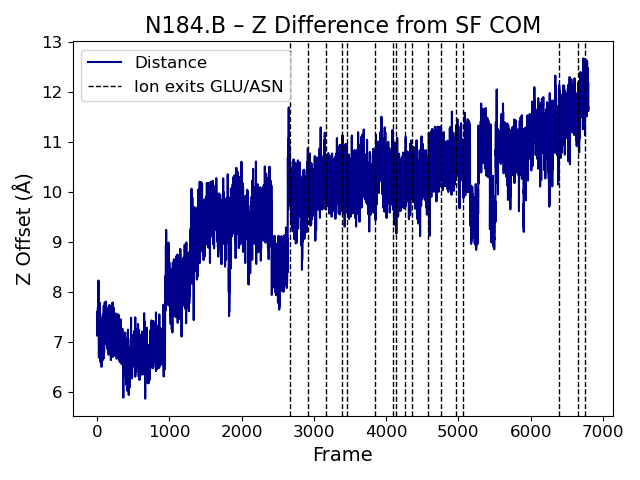 N184.B – Z Difference from SF COM
Distance
Ion exits GLU/ASN
Z Offset (Å)
13
12
11
10
9
8
7
6
0 1000 2000 3000 4000 5000 6000 7000
Frame